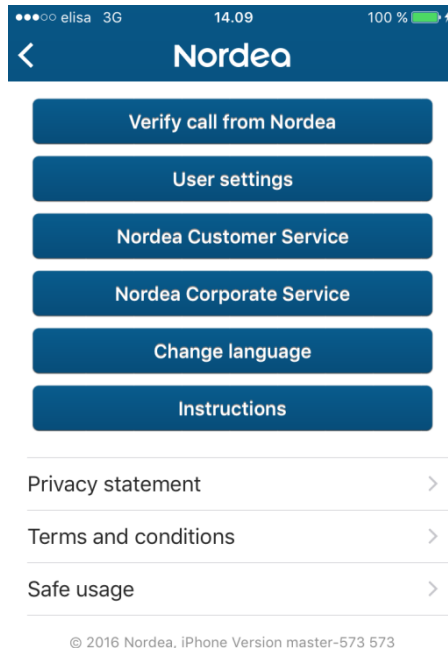 elisa 3G 14.09 100 %
Nordea
Verify call from Nordea
User settings
Nordea Customer Service
Nordea Corporate Service
Change language
Instructions
Privacy statement
Terms and conditions
Safe usage
© 2016 Nordea, iPhone Version master-573 573